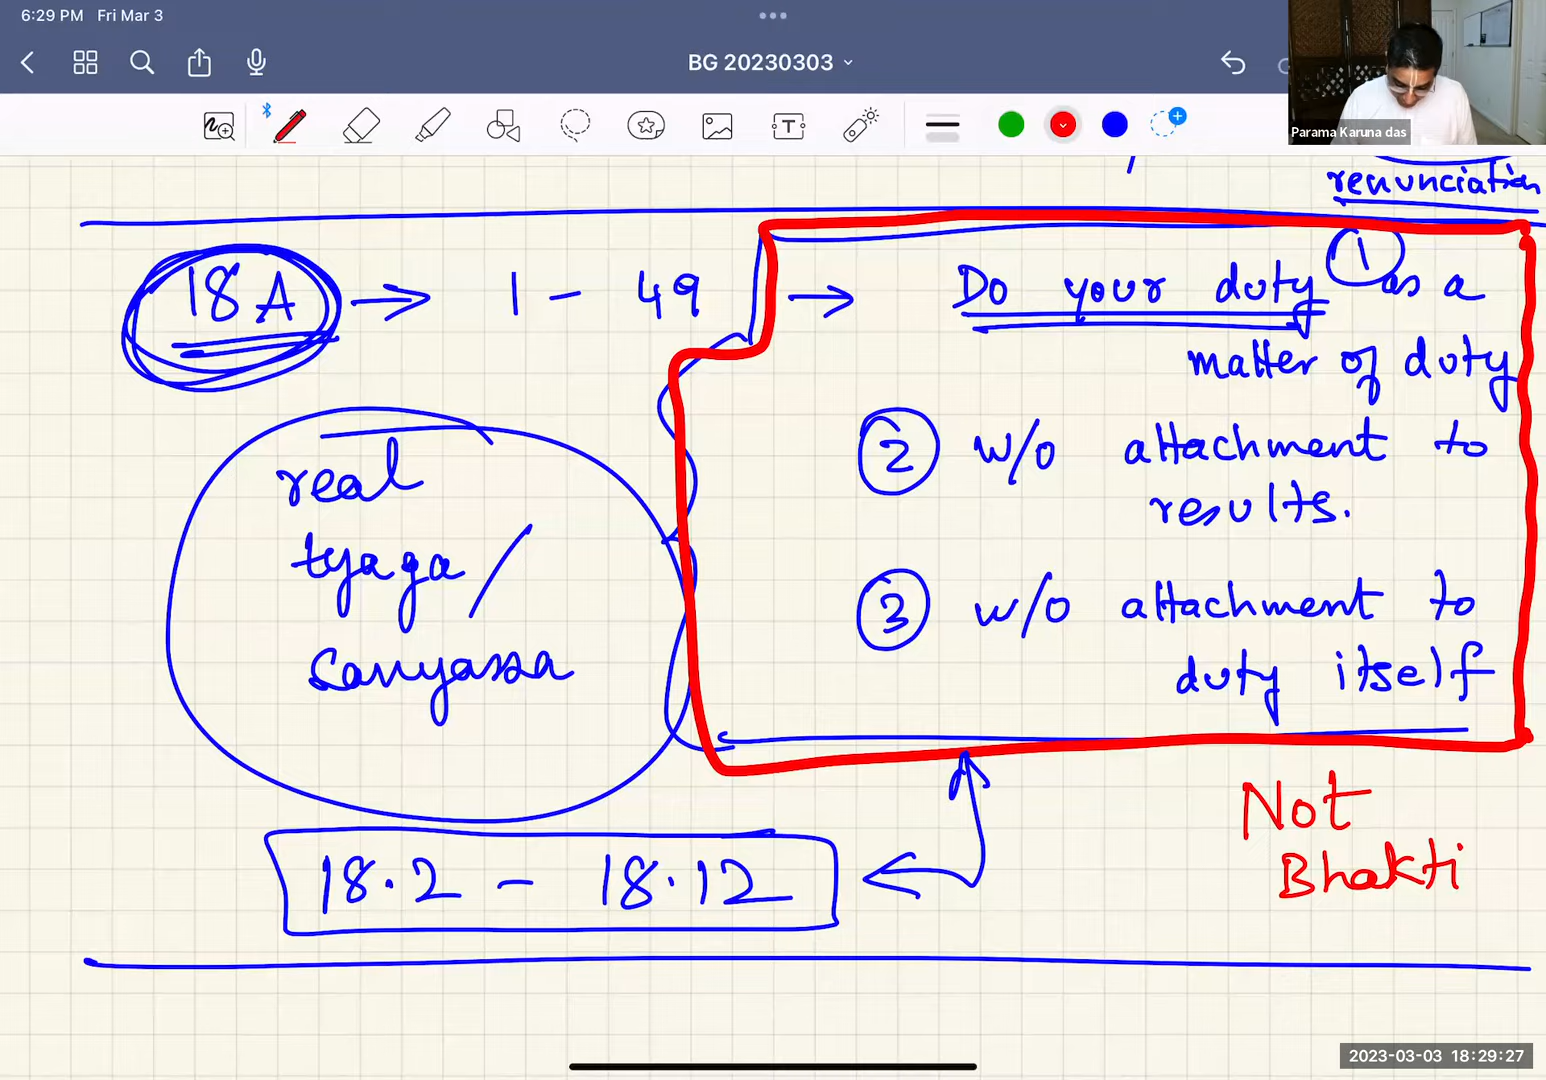 6:29 PM Fri Mar 3
BG 20230303
T
Parama Karuna das
renunciation
18A → 1 - 49 → Do your duty ① as a
matter of duty
② w/o attachment to
results.
③ w/o attachment to
duty itself
real
tyaga /
sanyassa
18.2 - 18.12
Not
Bhakti
2023-03-03 18:29:27